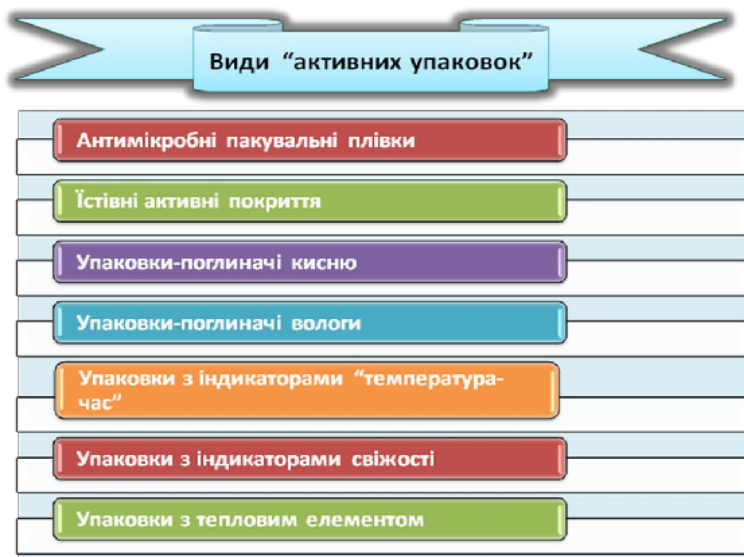 Види “активних упаковок”
Антимікробні пакувальні плівки
Їстівні активні покриття
Упаковки-поглиначі кисню
Упаковки-поглиначі вологи
Упаковки з індикаторами “температура-
час”
Упаковки з індикаторами свіжості
Упаковки з тепловим елементом